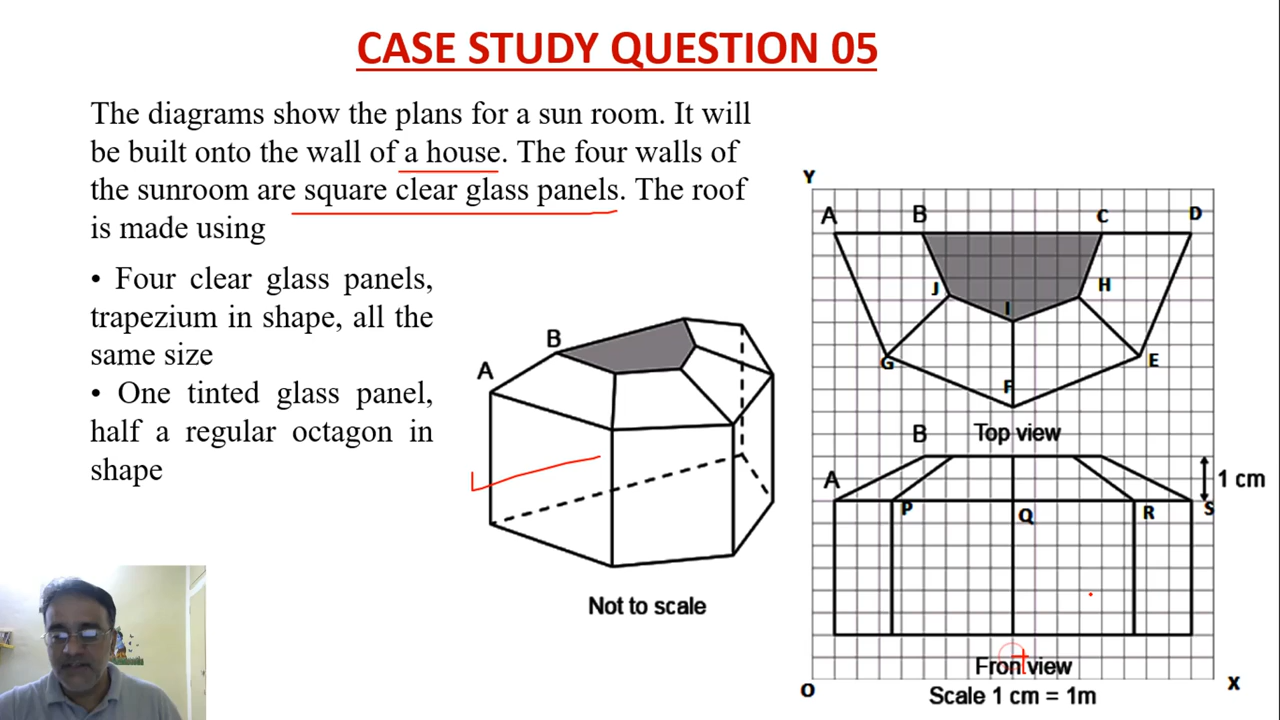 CASE STUDY QUESTION 05
The diagrams show the plans for a sun room. It will
be built onto the wall of a house. The four walls of
the sunroom are square clear glass panels. The roof
is made using
• Four clear glass panels,
trapezium in shape, all the
same size
• One tinted glass panel,
half a regular octagon in
shape
A
B
Not to scale
Y
A B C D
J H
I
G E
F
Top view
B
A
1 cm
P Q R S
Front view
O X
Scale 1 cm = 1m